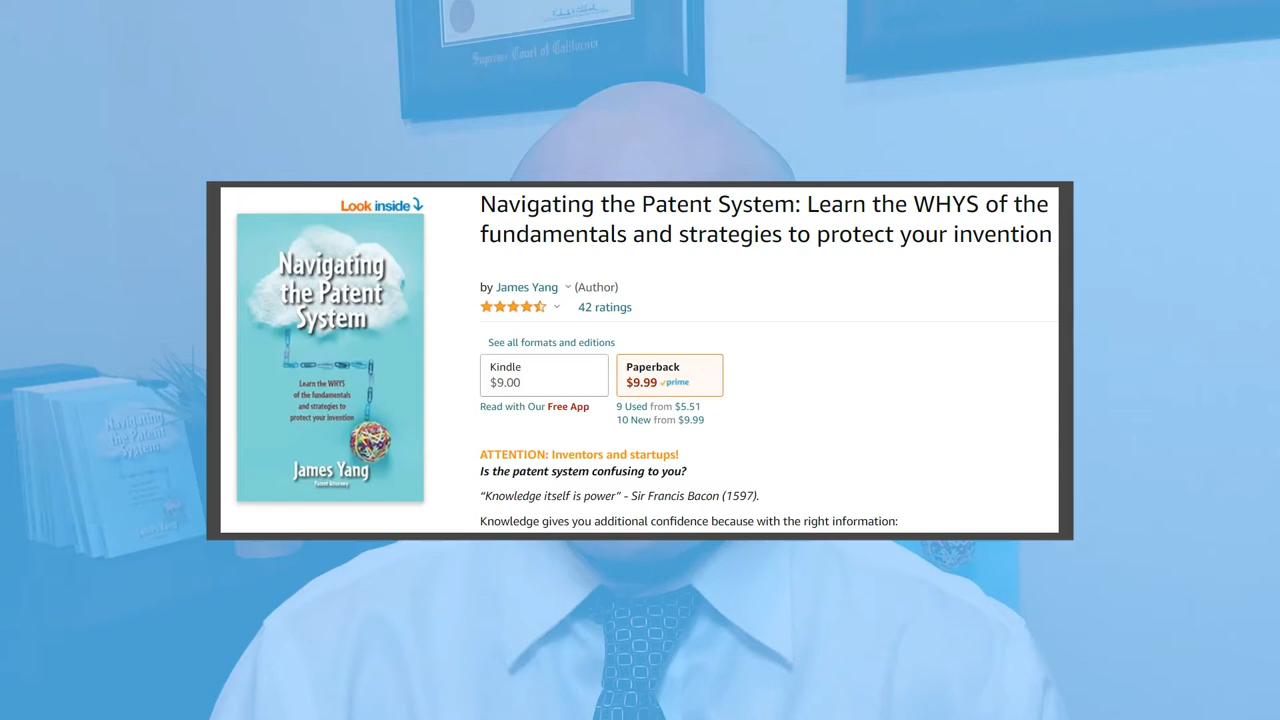 Supreme Court of California
Look inside
Navigating
the Patent
System
Learn the WHYS
of the fundamentals
and strategies to
protect your invention
James Yang
Patent Attorney
Navigating the Patent System: Learn the WHYS of the
fundamentals and strategies to protect your invention
by James Yang (Author)
42 ratings
See all formats and editions
Kindle
$9.00
Paperback
$9.99 prime
Read with Our Free App
9 Used from $5.51
10 New from $9.99
ATTENTION: Inventors and startups!
Is the patent system confusing to you?
“Knowledge itself is power” - Sir Francis Bacon (1597).
Knowledge gives you additional confidence because with the right information:
Navigating
the Patent
System